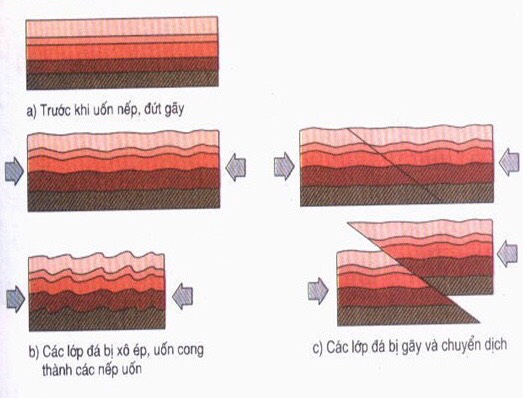 a) Trước khi uốn nếp, đứt gãy
b) Các lớp đá bị xô ép, uốn cong
thành các nếp uốn
c) Các lớp đá bị gãy và chuyển dịch